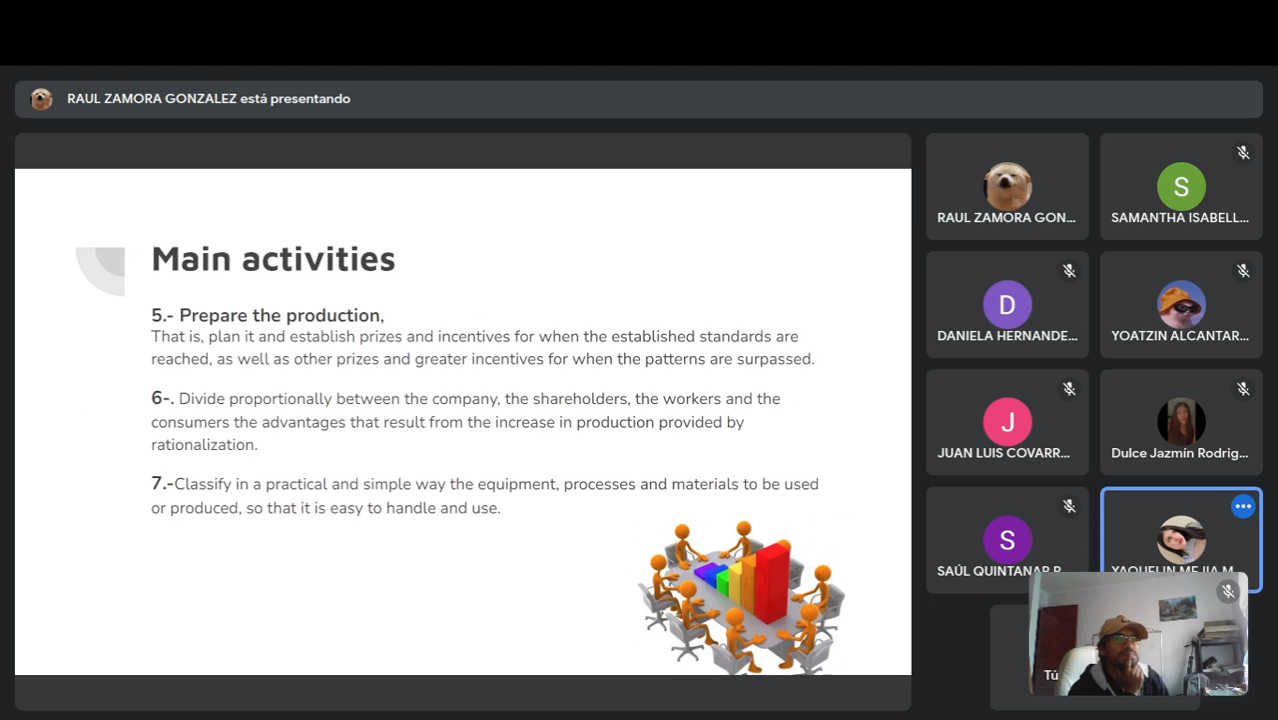 RAUL ZAMORA GONZALEZ está presentando
Main activities
5.- Prepare the production,
That is, plan it and establish prizes and incentives for when the established standards are
reached, as well as other prizes and greater incentives for when the patterns are surpassed.
6-. Divide proportionally between the company, the shareholders, the workers and the
consumers the advantages that result from the increase in production provided by
rationalization.
7.-Classify in a practical and simple way the equipment, processes and materials to be used
or produced, so that it is easy to handle and use.
RAUL ZAMORA GON...
S
SAMANTHA ISABELL...
D
DANIELA HERNANDE...
YOATZIN ALCANTAR...
J
JUAN LUIS COVARR...
Dulce Jazmín Rodrig...
S
SAÚL QUINTANAR
YAQUELIN MEJIA M
Tú